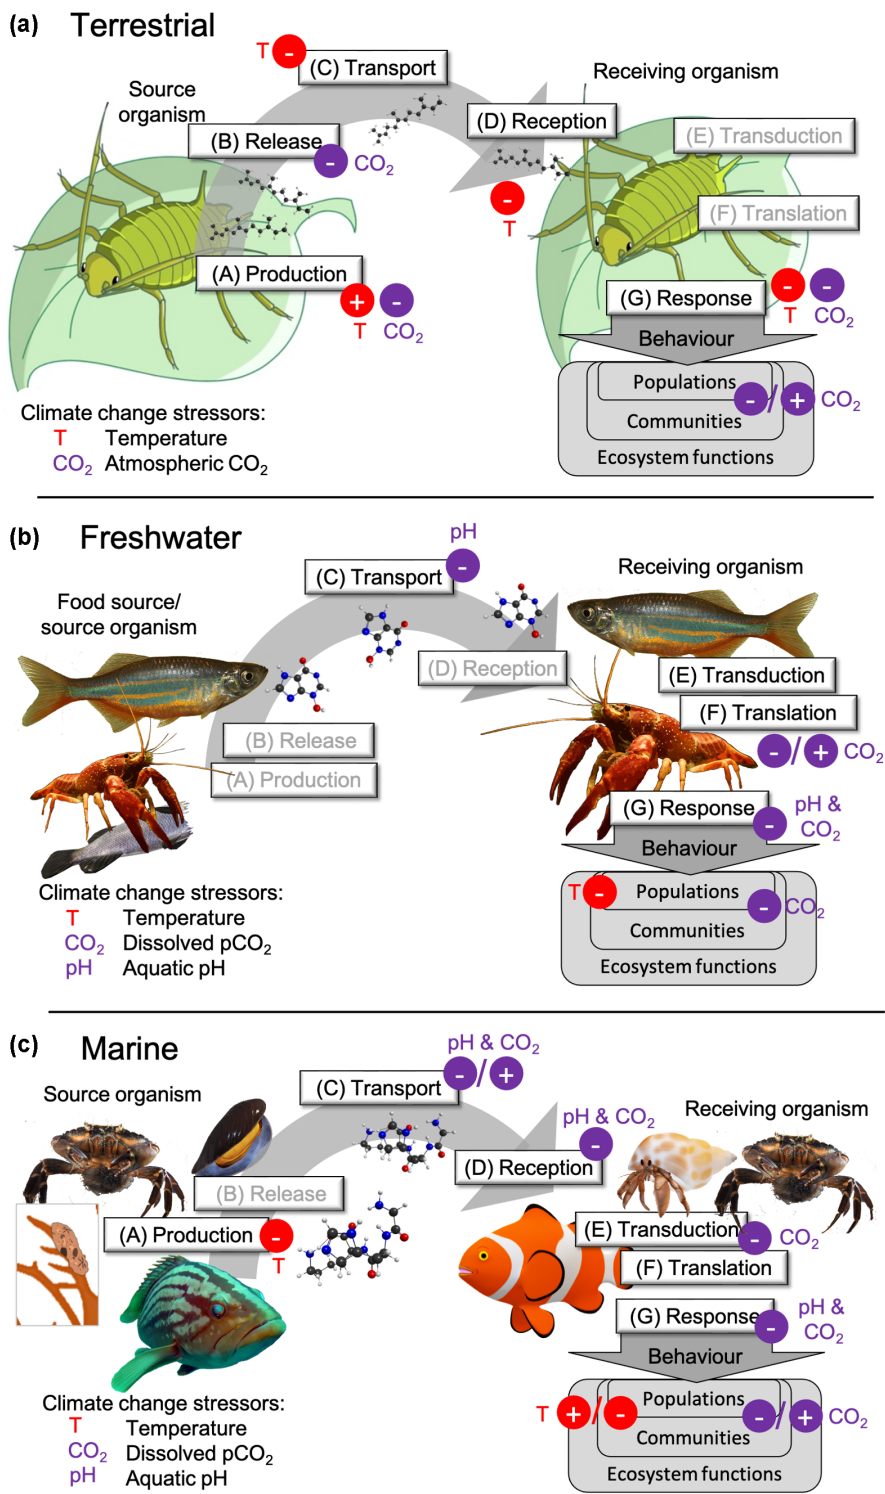 (a) Terrestrial
T -
(C) Transport
Source
organism
Receiving organism
(B) Release
- CO₂
(D) Reception
(E) Transduction
-
T
(F) Translation
(A) Production
+ -
T CO₂
(G) Response
- -
T CO₂
Behaviour
Populations
- / + CO₂
Communities
Ecosystem functions
Climate change stressors:
T Temperature
CO₂ Atmospheric CO₂
(b) Freshwater
pH
-
(C) Transport
Receiving organism
Food source/
source organism
(D) Reception
(E) Transduction
(F) Translation
- / + CO₂
(B) Release
(A) Production
(G) Response
-
pH &
CO₂
Behaviour
T - Populations
- CO₂
Communities
Ecosystem functions
Climate change stressors:
T Temperature
CO₂ Dissolved pCO₂
pH Aquatic pH
(c) Marine
pH & CO₂
- / +
(C) Transport
Source organism
pH & CO₂
-
Receiving organism
(D) Reception
(B) Release
(A) Production
-
T
(E) Transduction
- CO₂
(F) Translation
(G) Response
-
pH &
CO₂
Behaviour
Populations
T + / -
- / + CO₂
Communities
Ecosystem functions
Climate change stressors:
T Temperature
CO₂ Dissolved pCO₂
pH Aquatic pH